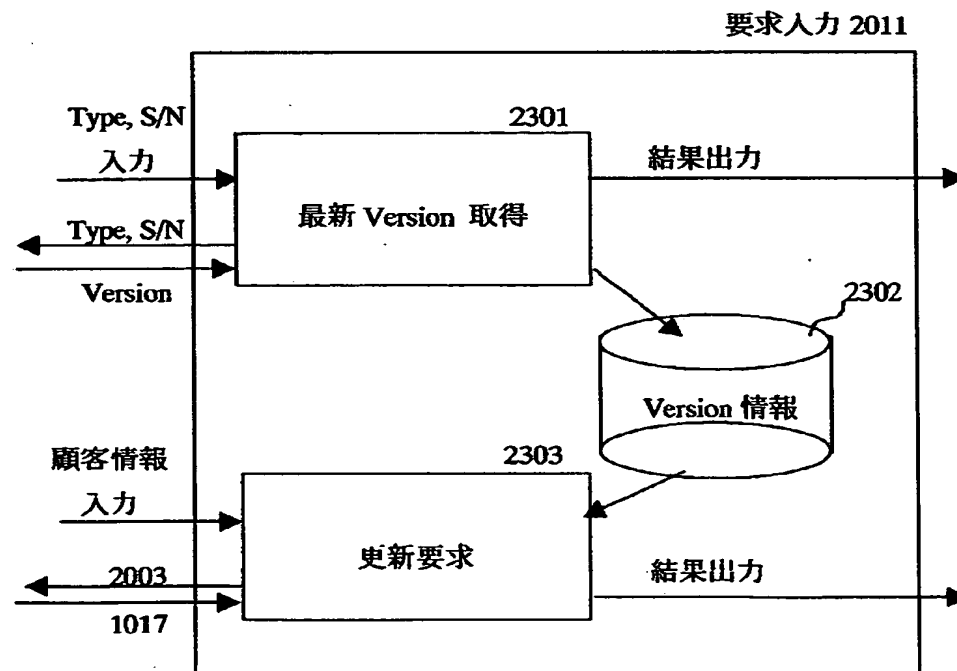 要求入力 2011
Type, S/N
入力
2301
結果出力
最新 Version 取得
Type, S/N
Version
2302
Version 情報
顧客情報
入力
2303
更新要求
結果出力
2003
1017